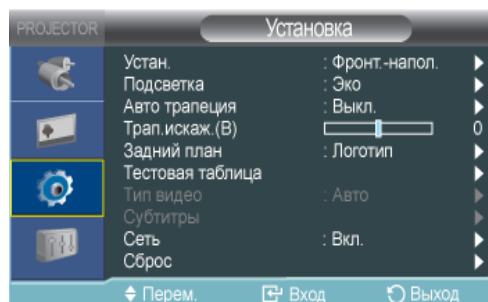 PROJECTOR Установка
Устан. : Фронт.-напол.
Подсветка : Эко
Авто трапеция : Выкл.
Трап.искаж.(В) 0
Задний план : Логотип
Тестовая таблица
Тип видео : Авто
Субтитры
Сеть : Вкл.
Сброс
Перем. Вход Выход